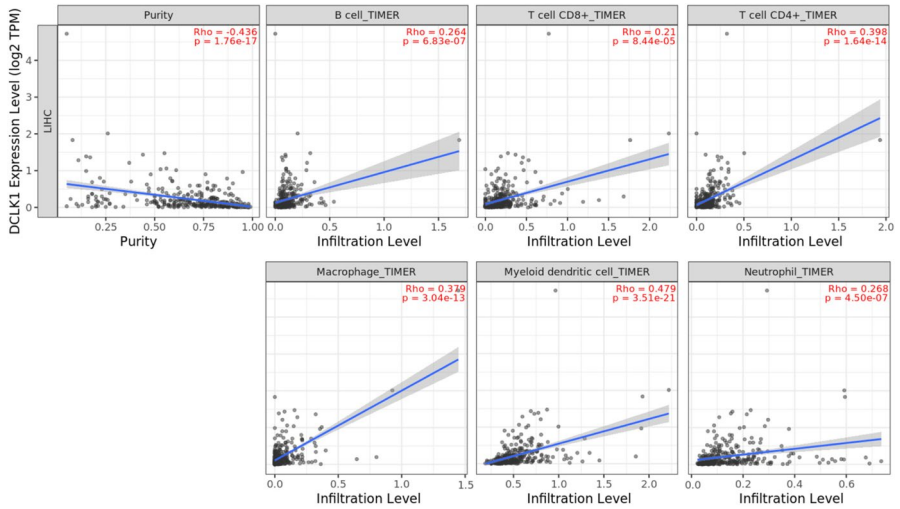 Purity
B cell_TIMER
T cell CD8+_TIMER
T cell CD4+_TIMER
Rho = -0.436
p = 1.76e-17
Rho = 0.264
p = 6.83e-07
Rho = 0.21
p = 8.44e-05
Rho = 0.398
p = 1.64e-14
DCLK1 Expression Level (log2 TPM)
LIHC
4
3
2
1
0
0.25 0.50 0.75 1.00
0.0 0.5 1.0 1.5
0.0 0.5 1.0 1.5 2.0
0.0 0.5 1.0 1.5 2.0
Purity
Infiltration Level
Infiltration Level
Infiltration Level
Macrophage_TIMER
Myeloid dendritic cell_TIMER
Neutrophil_TIMER
Rho = 0.379
p = 3.04e-13
Rho = 0.479
p = 3.51e-21
Rho = 0.268
p = 4.50e-07
0.0 0.5 1.0 1.5
0.5 1.0 1.5 2.0
0.0 0.2 0.4 0.6
Infiltration Level
Infiltration Level
Infiltration Level